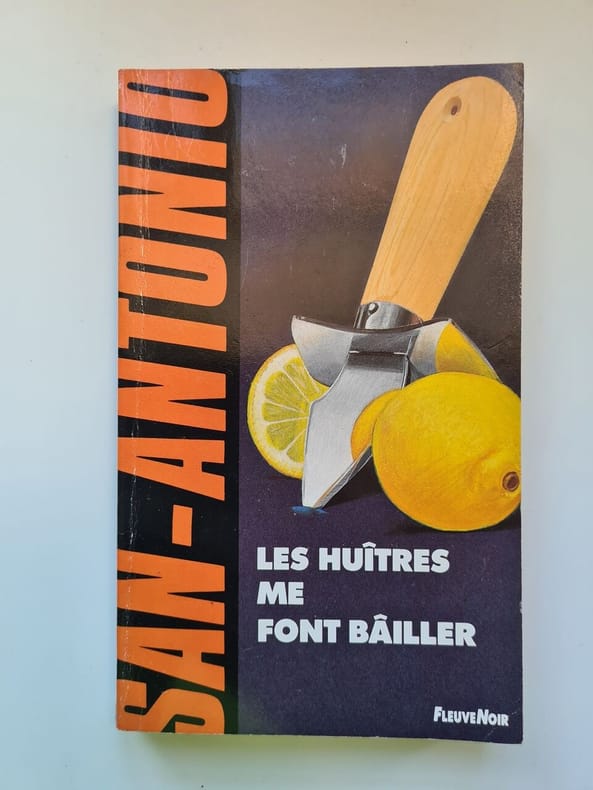 SAN-ANTONIO
LES HUÎTRES
ME
FONT BÂILLER
FLEUVE NOIR